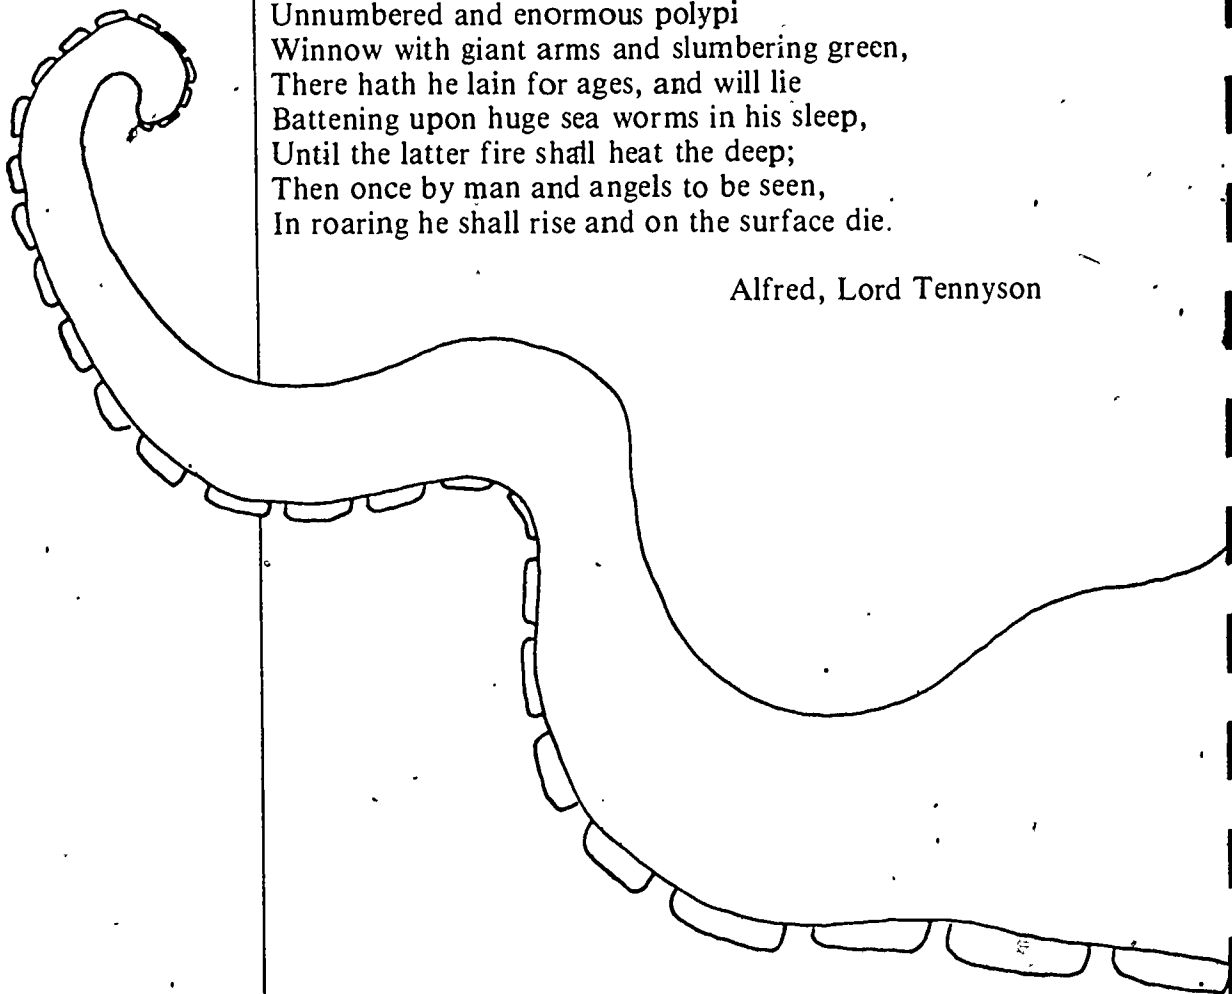 Unnumbered and enormous polypi
Winnow with giant arms and slumbering green,
There hath he lain for ages, and will lie
Battening upon huge sea worms in his sleep,
Until the latter fire shall heat the deep;
Then once by man and angels to be seen,
In roaring he shall rise and on the surface die.
Alfred, Lord Tennyson